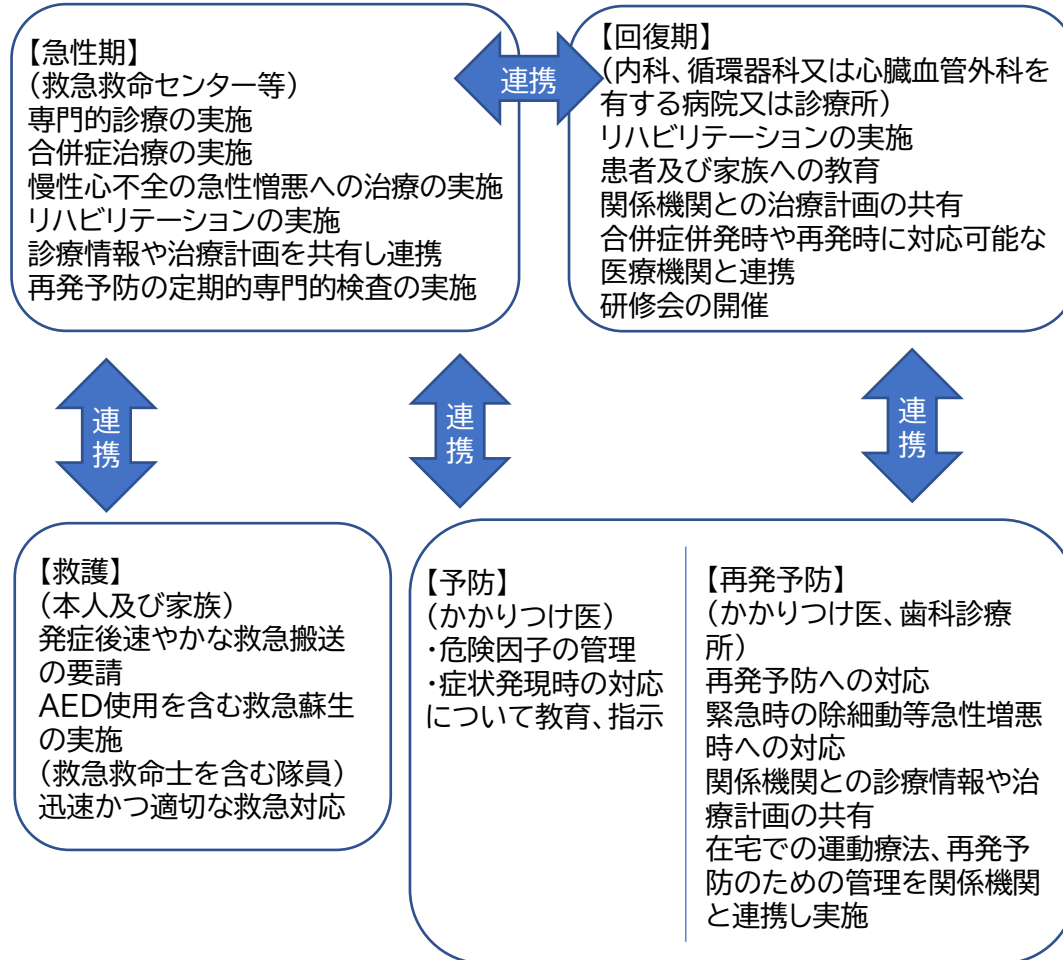 【急性期】
(救急救命センター等)
専門的診療の実施
合併症治療の実施
慢性心不全の急性憎悪への治療の実施
リハビリテーションの実施
診療情報や治療計画を共有し連携
再発予防の定期的専門的検査の実施
連携
【回復期】
(内科、循環器科又は心臓血管外科を
有する病院又は診療所)
リハビリテーションの実施
患者及び家族への教育
関係機関との治療計画の共有
合併症併発時や再発時に対応可能な
医療機関と連携
研修会の開催
連携
連携
連携
【救護】
(本人及び家族)
発症後速やかな救急搬送
の要請
AED使用を含む救急蘇生
の実施
(救急救命士を含む隊員)
迅速かつ適切な救急対応
【予防】
(かかりつけ医)
・危険因子の管理
・症状発現時の対応
について教育、指示
【再発予防】
(かかりつけ医、歯科診療
所)
再発予防への対応
緊急時の除細動等急性増悪
時への対応
関係機関との診療情報や治
療計画の共有
在宅での運動療法、再発予
防のための管理を関係機関
と連携し実施